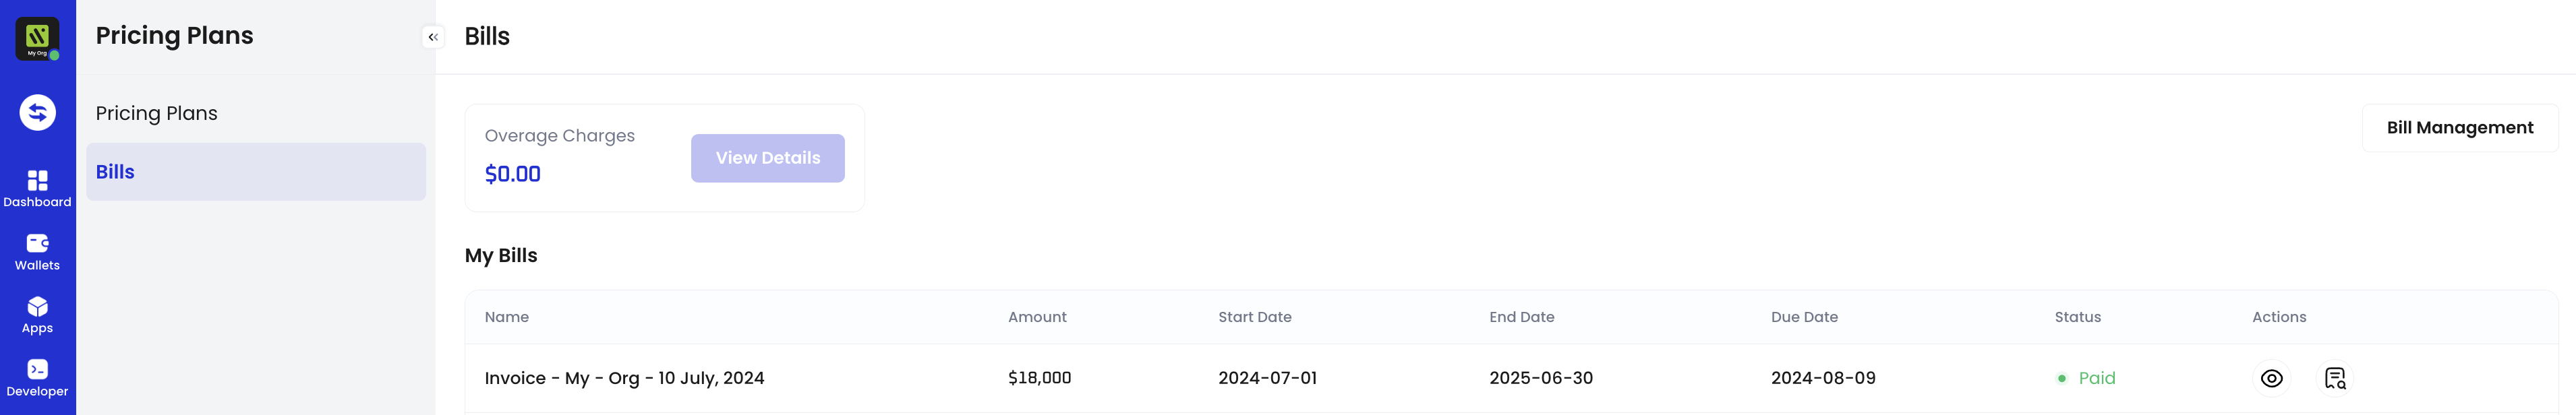 My Org
Dashboard
Wallets
Apps
Developer
Pricing Plans
Pricing Plans
Bills
Bills
Overage Charges
$0.00
View Details
Bill Management
My Bills
Name Amount Start Date End Date Due Date Status Actions
Invoice - My - Org - 10 July, 2024 $18,000 2024-07-01 2025-06-30 2024-08-09 Paid